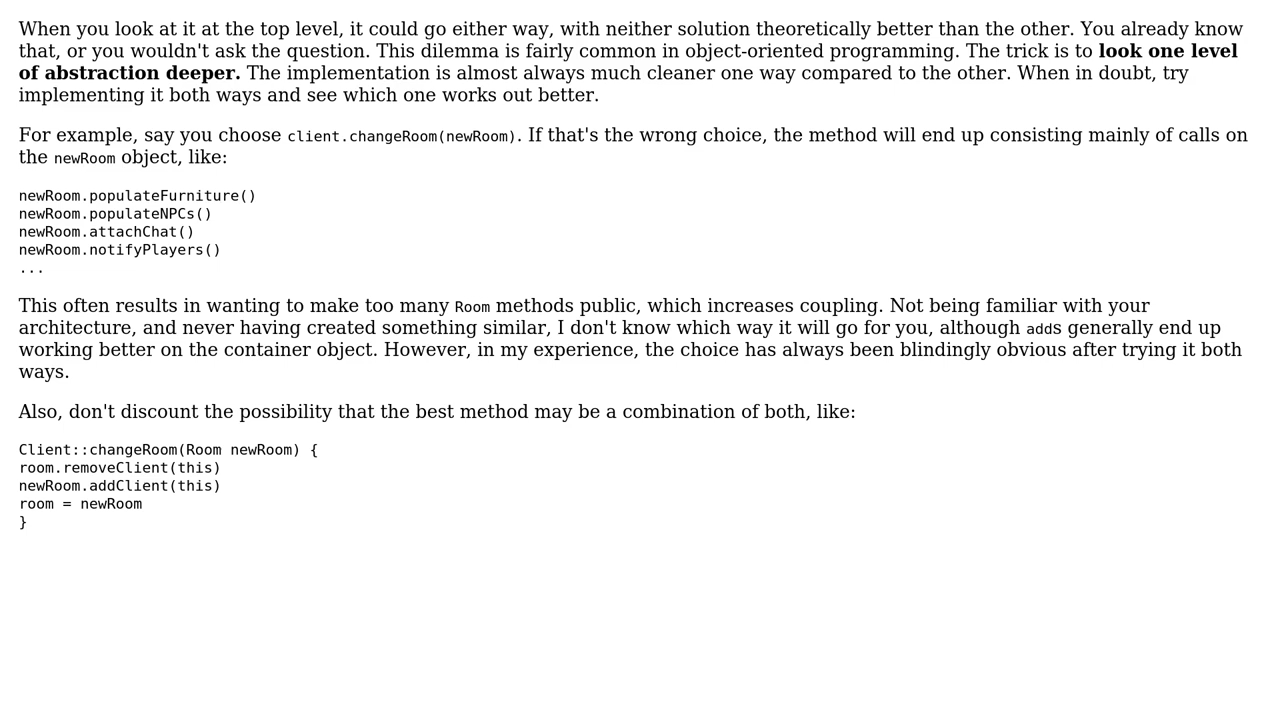 When you look at it at the top level, it could go either way, with neither solution theoretically better than the other. You already know
that, or you wouldn't ask the question. This dilemma is fairly common in object-oriented programming. The trick is to look one level
of abstraction deeper. The implementation is almost always much cleaner one way compared to the other. When in doubt, try
implementing it both ways and see which one works out better.
For example, say you choose client.changeRoom(newRoom). If that's the wrong choice, the method will end up consisting mainly of calls on
the newRoom object, like:
newRoom.populateFurniture()
newRoom.populateNPCs()
newRoom.attachChat()
newRoom.notifyPlayers()
...
This often results in wanting to make too many Room methods public, which increases coupling. Not being familiar with your
architecture, and never having created something similar, I don't know which way it will go for you, although adds generally end up
working better on the container object. However, in my experience, the choice has always been blindingly obvious after trying it both
ways.
Also, don't discount the possibility that the best method may be a combination of both, like:
Client::changeRoom(Room newRoom) {
room.removeClient(this)
newRoom.addClient(this)
room = newRoom
}